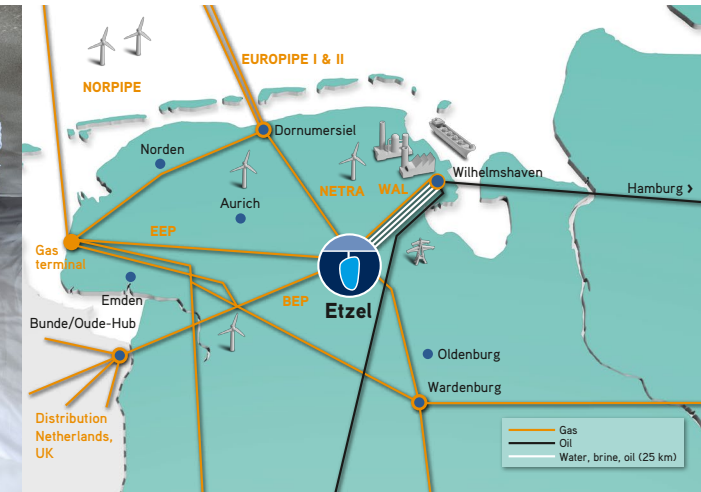 EUROPIPE I & II
NORPIPE
Dornumersiel
Norden
Wilhelmshaven
NETRA
WAL
Hamburg ›
Aurich
EEP
Gas
terminal
Emden
BEP
Etzel
Bunde/Oude-Hub
Oldenburg
Wardenburg
Distribution
Netherlands,
UK
Gas
Oil
Water, brine, oil (25 km)